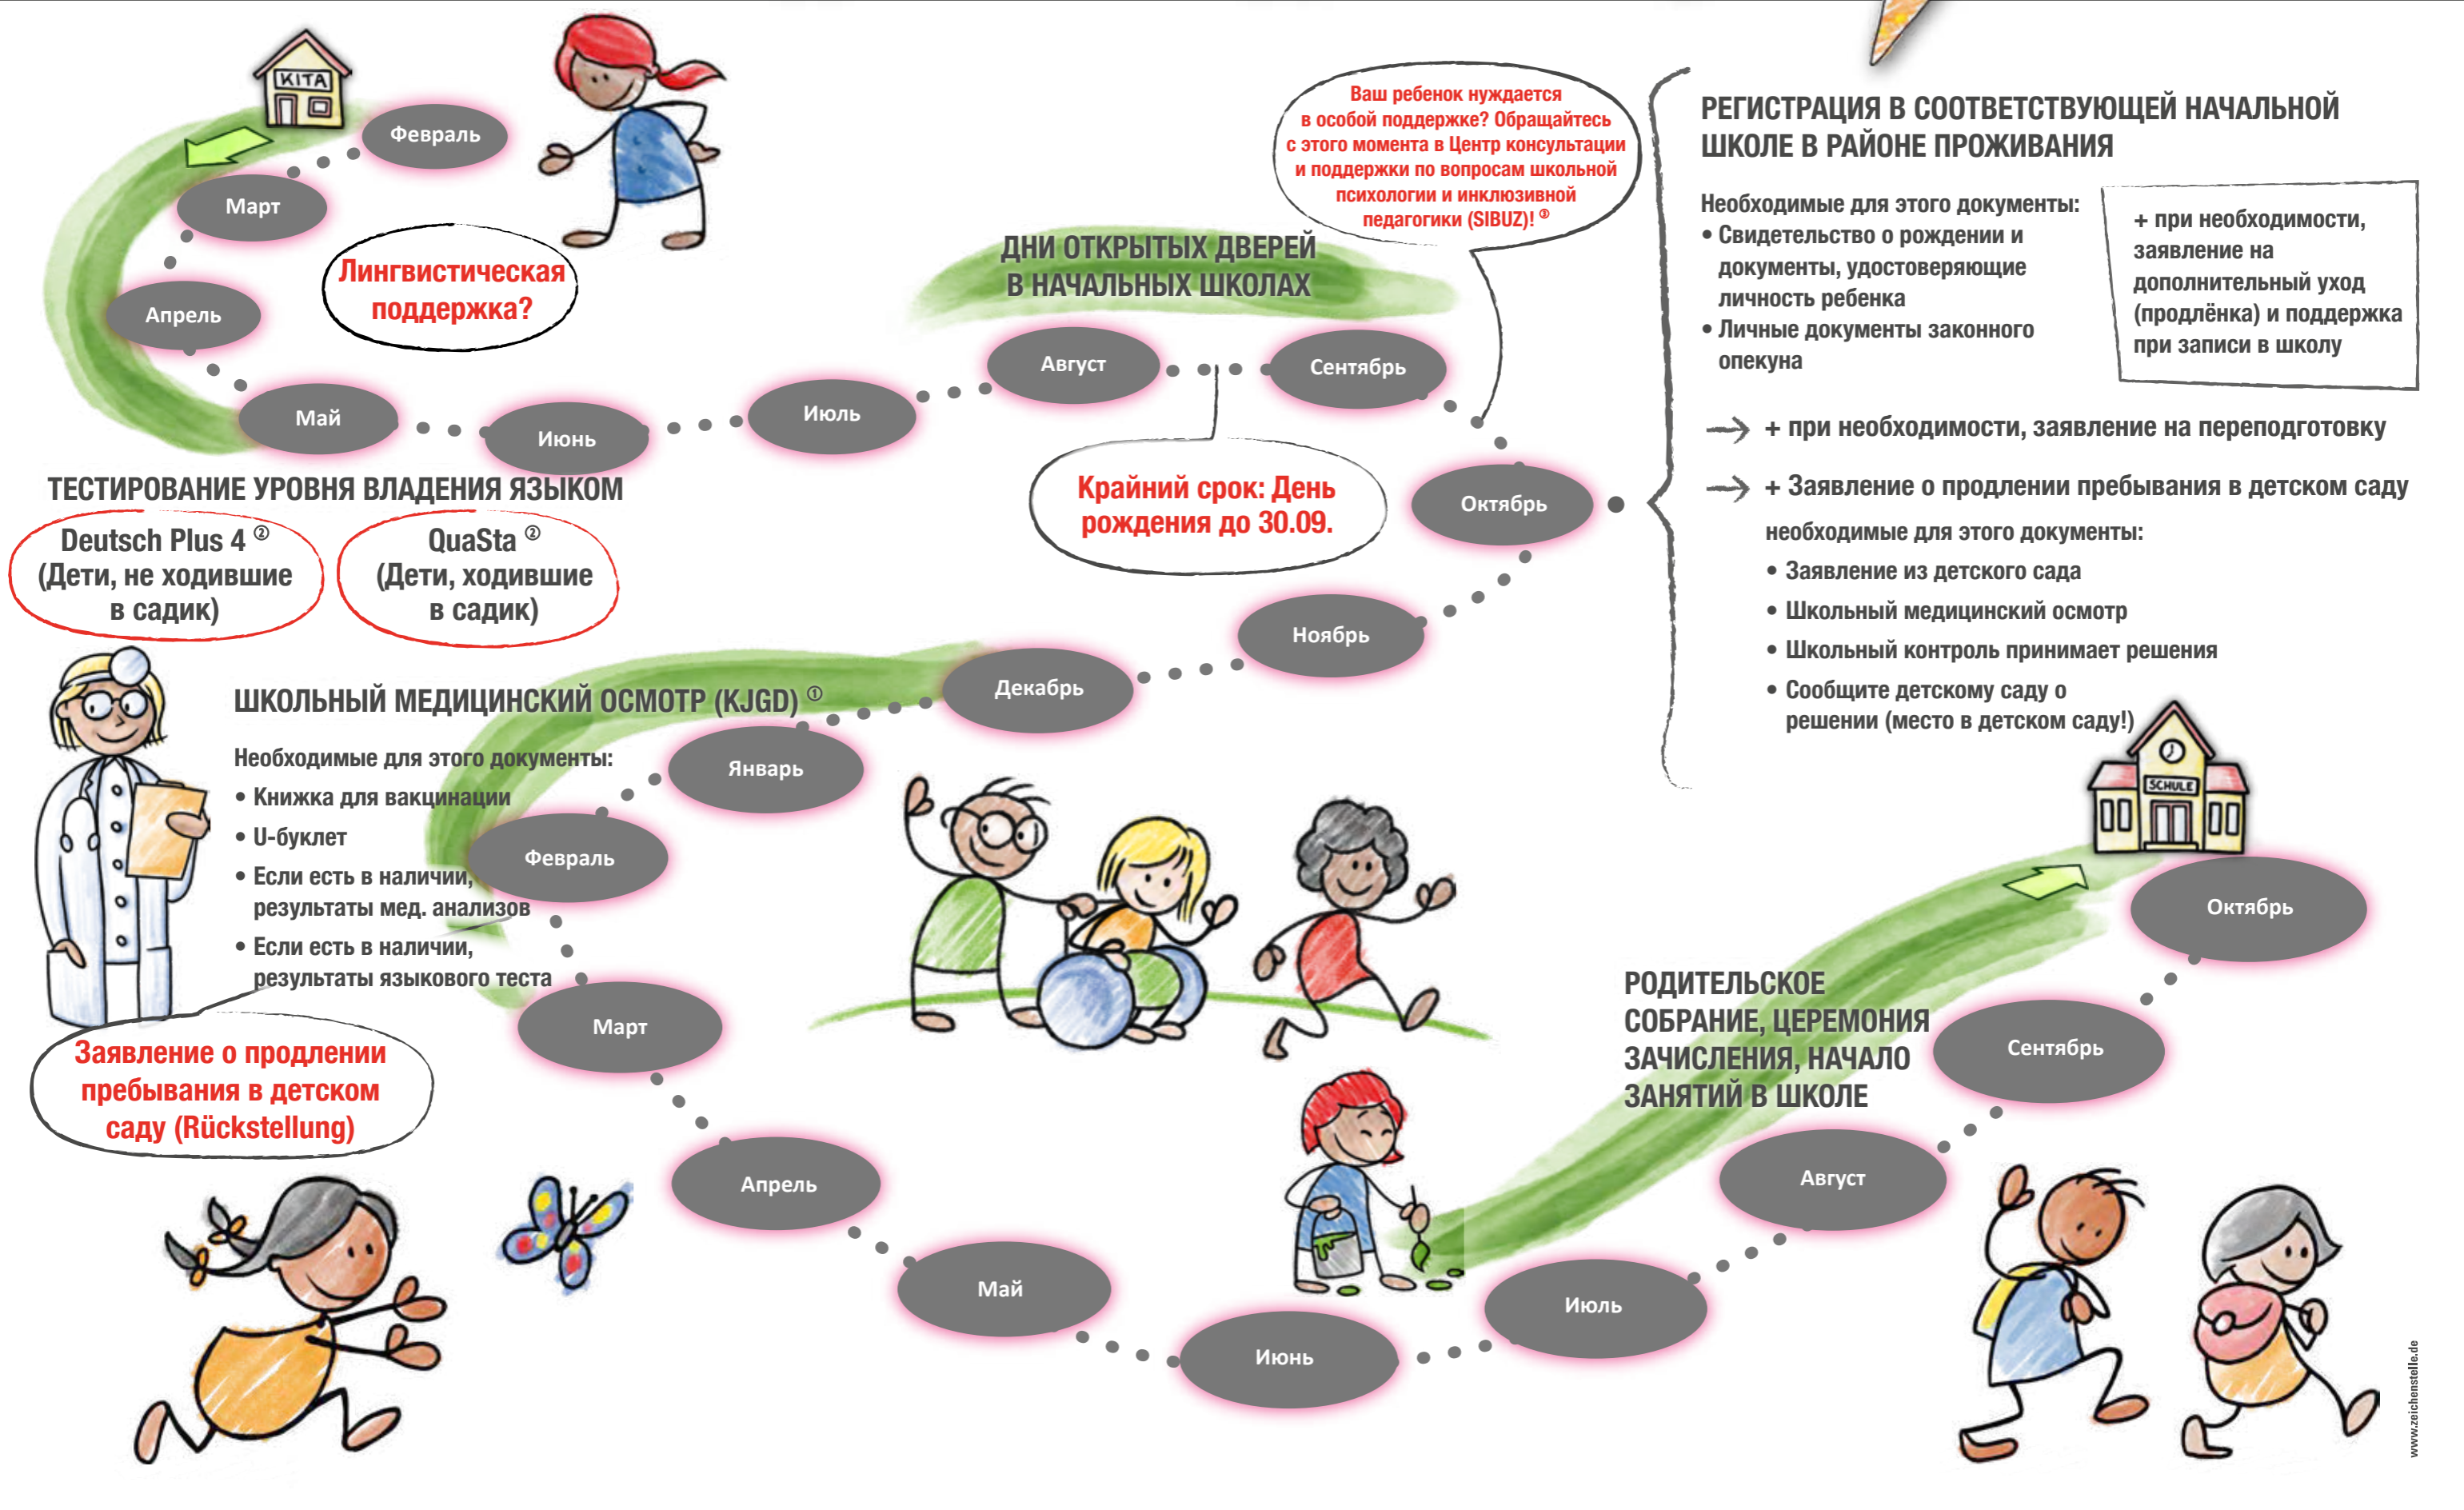 KITA
Февраль
Март
Апрель
Май
Июнь
Июль
Август
Сентябрь
Октябрь
Ноябрь
Декабрь
Январь
Февраль
Март
Апрель
Май
Июнь
Июль
Август
Сентябрь
Октябрь
Лингвистическая
поддержка?
ТЕСТИРОВАНИЕ УРОВНЯ ВЛАДЕНИЯ ЯЗЫКОМ
Deutsch Plus 4 ②
(Дети, не ходившие
в садик)
QuaSta ②
(Дети, ходившие
в садик)
ДНИ ОТКРЫТЫХ ДВЕРЕЙ
В НАЧАЛЬНЫХ ШКОЛАХ
Ваш ребенок нуждается
в особой поддержке? Обращайтесь
с этого момента в Центр консультации
и поддержки по вопросам школьной
психологии и инклюзивной
педагогики (SIBUZ)! ③
Крайний срок: День
рождения до 30.09.
РЕГИСТРАЦИЯ В СООТВЕТСТВУЮЩЕЙ НАЧАЛЬНОЙ
ШКОЛЕ В РАЙОНЕ ПРОЖИВАНИЯ
Необходимые для этого документы:
• Свидетельство о рождении и
документы, удостоверяющие
личность ребенка
• Личные документы законного
опекуна
+ при необходимости,
заявление на
дополнительный уход
(продлёнка) и поддержка
при записи в школу
+ при необходимости, заявление на переподготовку
+ Заявление о продлении пребывания в детском саду
необходимые для этого документы:
• Заявление из детского сада
• Школьный медицинский осмотр
• Школьный контроль принимает решения
• Сообщите детскому саду о
решении (место в детском саду!)
SCHULE
ШКОЛЬНЫЙ МЕДИЦИНСКИЙ ОСМОТР (KJGD) ①
Необходимые для этого документы:
• Книжка для вакцинации
• U-буклет
• Если есть в наличии,
результаты мед. анализов
• Если есть в наличии,
результаты языкового теста
Заявление о продлении
пребывания в детском
саду (Rückstellung)
РОДИТЕЛЬСКОЕ
СОБРАНИЕ, ЦЕРЕМОНИЯ
ЗАЧИСЛЕНИЯ, НАЧАЛО
ЗАНЯТИЙ В ШКОЛЕ
www.zeichenstelle.de